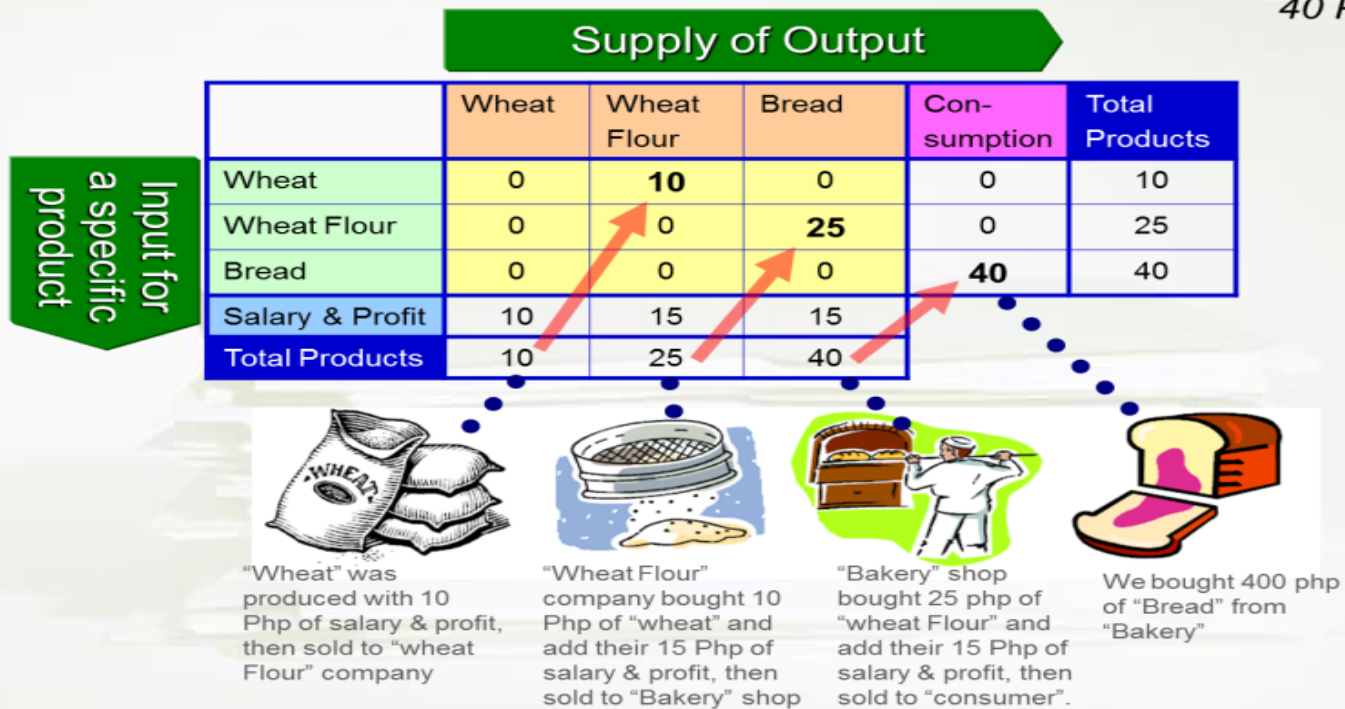 40 
Supply of Output
Wheat
Wheat
Flour
Bread
Con-
sumption
Total
Products
Input for
a specific
product
Wheat 0 10 0 0 10
Wheat Flour 0 0 25 0 25
Bread 0 0 0 40 40
Salary & Profit 10 15 15
Total Products 10 25 40
WHEAT
“Wheat” was
produced with 10
Php of salary & profit,
then sold to “wheat
Flour” company
“Wheat Flour”
company bought 10
Php of “wheat” and
add their 15 Php of
salary & profit, then
sold to “Bakery” shop
“Bakery” shop
bought 25 php of
“wheat Flour” and
add their 15 Php of
salary & profit, then
sold to “consumer”.
We bought 400 php
of “Bread” from
“Bakery”